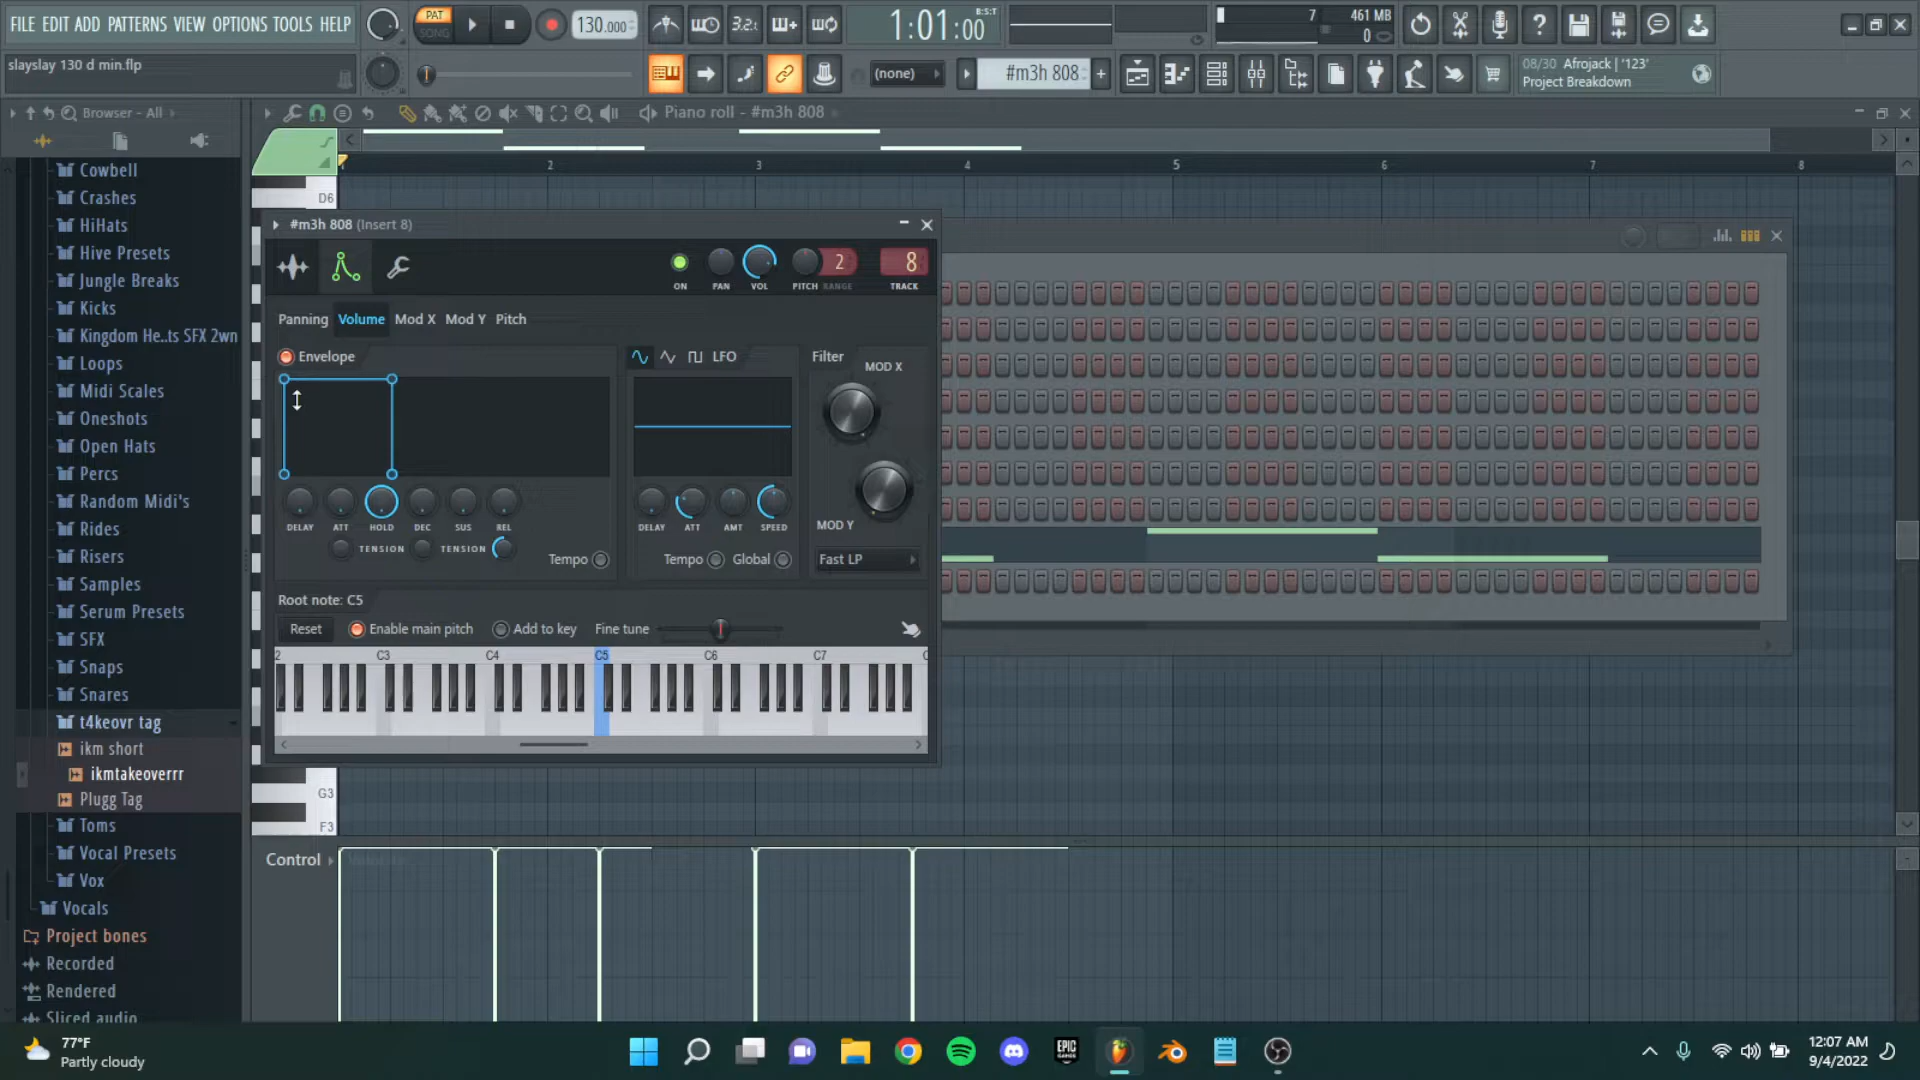 FILE EDIT ADD PATTERNS VIEW OPTIONS TOOLS HELP
PAT
SONG
130.000
3.2:
1:01:00
B:S:T
7
461 MB
0
slayslay 130 d min.flp
(none)
#m3h 808
08/30 Afrojack | '123'
Project Breakdown
Browser - All
Piano roll - #m3h 808
2
3
4
5
6
7
8
D6
Cowbell
Crashes
HiHats
Hive Presets
Jungle Breaks
Kicks
Kingdom He..ts SFX 2wn
Loops
Midi Scales
Oneshots
Open Hats
Percs
Random Midi's
Rides
Risers
Samples
Serum Presets
SFX
Snaps
Snares
t4keovr tag
ikm short
ikmtakeoverrr
Plugg Tag
Toms
Vocal Presets
Vox
Vocals
Project bones
Recorded
Rendered
Sliced audio
#m3h 808 (Insert 8)
2
8
ON
PAN
VOL
PITCH
RANGE
TRACK
Panning
Volume
Mod X
Mod Y
Pitch
Envelope
LFO
Filter
MOD X
DELAY
ATT
HOLD
DEC
SUS
REL
DELAY
ATT
AMT
SPEED
MOD Y
TENSION
TENSION
Tempo
Tempo
Global
Fast LP
Root note: C5
Reset
Enable main pitch
Add to key
Fine tune
2
C3
C4
C5
C6
C7
G3
F3
Control
77°F
Partly cloudy
EPIC
GAMES
12:07 AM
9/4/2022